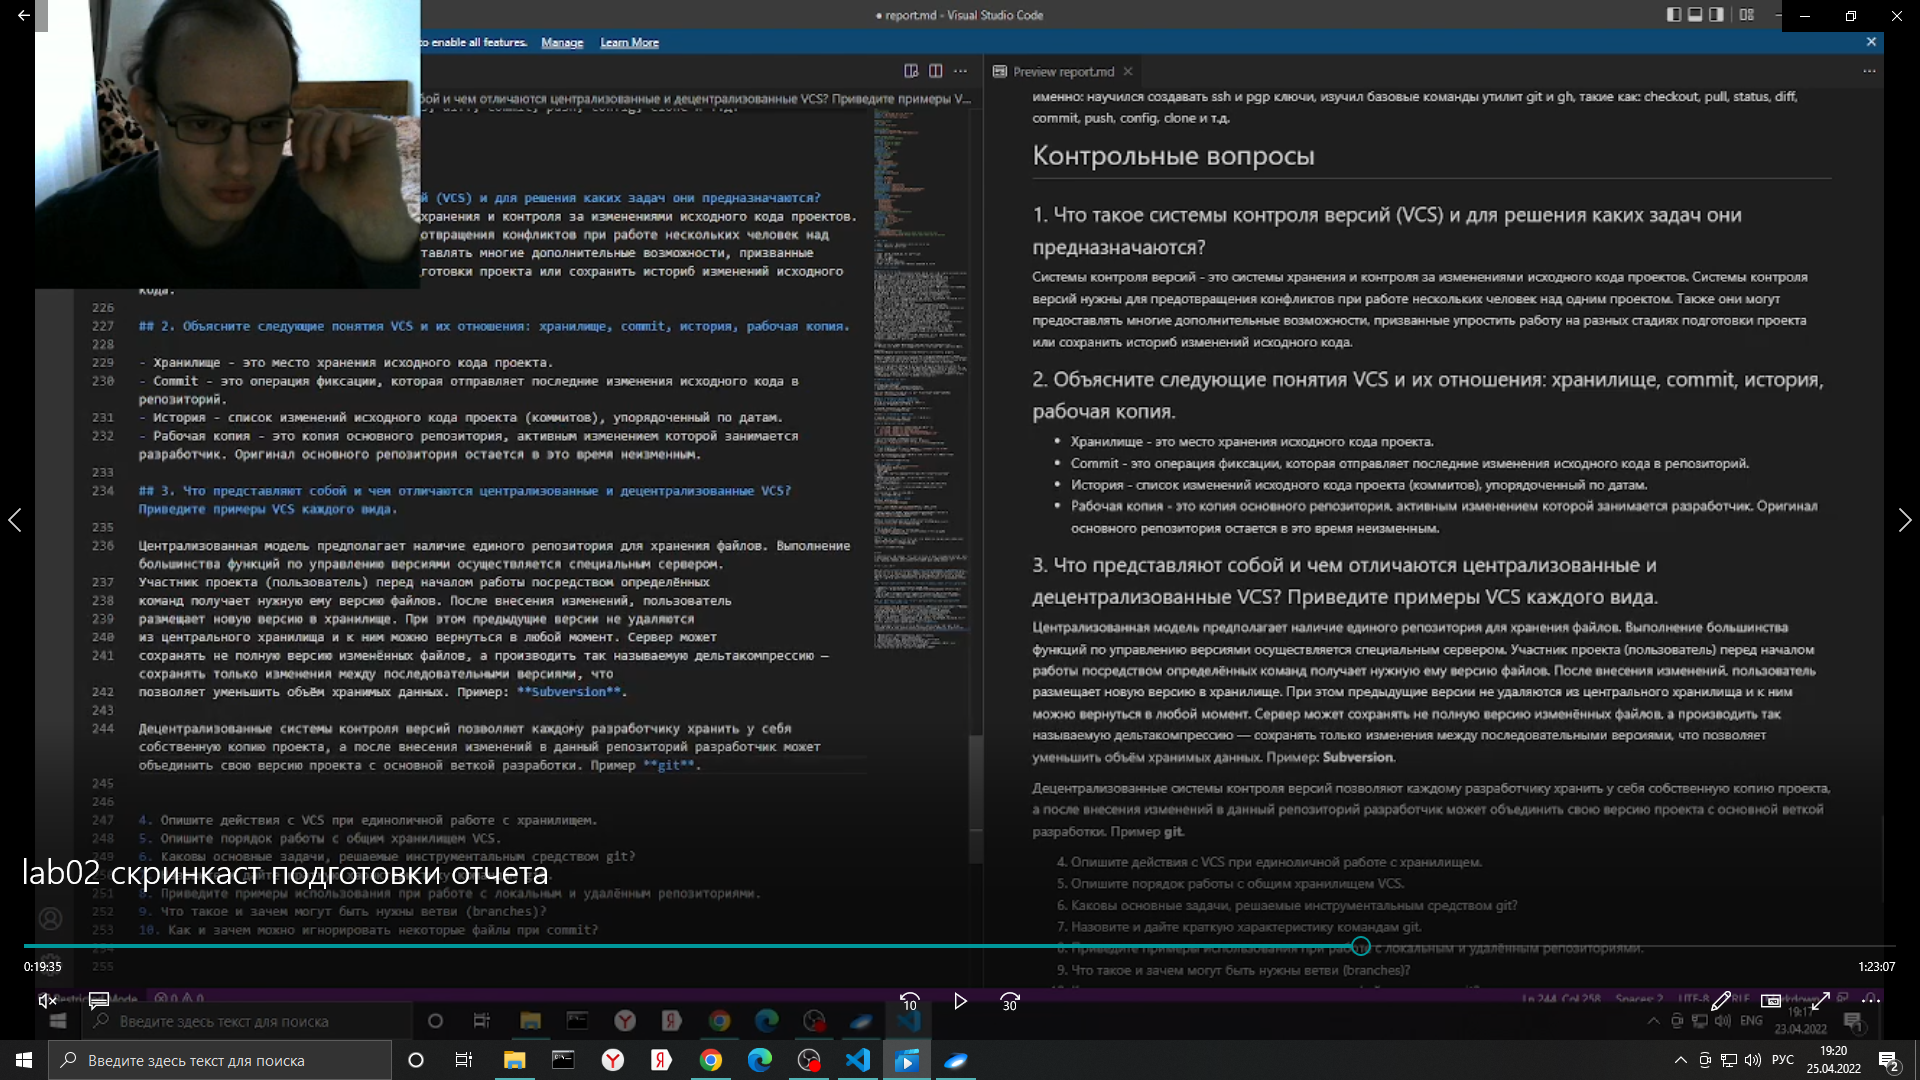 ● report.md - Visual Studio Code
to enable all features. Manage Learn More
Preview report.md
бой и чем отличаются централизованные и децентрализованные VCS? Приведите примеры V...
й (VCS) и для решения каких задач они предназначаются?
хранения и контроля за изменениями исходного кода проектов.
отвращения конфликтов при работе нескольких человек над
тавлять многие дополнительные возможности, призванные
готовки проекта или сохранить историб изменений исходного
кода.
226
227 ## 2. Объясните следующие понятия VCS и их отношения: хранилище, commit, история, рабочая копия.
228
229 - Хранилище - это место хранения исходного кода проекта.
230 - Commit - это операция фиксации, которая отправляет последние изменения исходного кода в
репозиторий.
231 - История - список изменений исходного кода проекта (коммитов), упорядоченный по датам.
232 - Рабочая копия - это копия основного репозитория, активным изменением которой занимается
разработчик. Оригинал основного репозитория остается в это время неизменным.
233
234 ## 3. Что представляют собой и чем отличаются централизованные и децентрализованные VCS?
Приведите примеры VCS каждого вида.
235
236 Централизованная модель предполагает наличие единого репозитория для хранения файлов. Выполнение
большинства функций по управлению версиями осуществляется специальным сервером.
237 Участник проекта (пользователь) перед началом работы посредством определённых
238 команд получает нужную ему версию файлов. После внесения изменений, пользователь
239 размещает новую версию в хранилище. При этом предыдущие версии не удаляются
240 из центрального хранилища и к ним можно вернуться в любой момент. Сервер может
241 сохранять не полную версию изменённых файлов, а производить так называемую дельтакомпрессию —
сохранять только изменения между последовательными версиями, что
242 позволяет уменьшить объём хранимых данных. Пример: **Subversion**.
243
244 Децентрализованные системы контроля версий позволяют каждому разработчику хранить у себя
собственную копию проекта, а после внесения изменений в данный репозиторий разработчик может
объединить свою версию проекта с основной веткой разработки. Пример **git**.
245
246
247 4. Опишите действия с VCS при единоличной работе с хранилищем.
248 5. Опишите порядок работы с общим хранилищем VCS.
249 6. Каковы основные задачи, решаемые инструментальным средством git?
251 Приведите примеры использования при работе с локальным и удалённым репозиториями.
252 9. Что такое и зачем могут быть нужны ветви (branches)?
253 10. Как и зачем можно игнорировать некоторые файлы при commit?
255
именно: научился создавать ssh и pgp ключи, изучил базовые команды утилит git и gh, такие как: checkout, pull, status, diff,
commit, push, config, clone и т.д.
Контрольные вопросы
1. Что такое системы контроля версий (VCS) и для решения каких задач они
предназначаются?
Системы контроля версий - это системы хранения и контроля за изменениями исходного кода проектов. Системы контроля
версий нужны для предотвращения конфликтов при работе нескольких человек над одним проектом. Также они могут
предоставлять многие дополнительные возможности, призванные упростить работу на разных стадиях подготовки проекта
или сохранить историб изменений исходного кода.
2. Объясните следующие понятия VCS и их отношения: хранилище, commit, история,
рабочая копия.
• Хранилище - это место хранения исходного кода проекта.
• Commit - это операция фиксации, которая отправляет последние изменения исходного кода в репозиторий.
• История - список изменений исходного кода проекта (коммитов), упорядоченный по датам.
• Рабочая копия - это копия основного репозитория, активным изменением которой занимается разработчик. Оригинал
основного репозитория остается в это время неизменным.
3. Что представляют собой и чем отличаются централизованные и
децентрализованные VCS? Приведите примеры VCS каждого вида.
Централизованная модель предполагает наличие единого репозитория для хранения файлов. Выполнение большинства
функций по управлению версиями осуществляется специальным сервером. Участник проекта (пользователь) перед началом
работы посредством определённых команд получает нужную ему версию файлов. После внесения изменений, пользователь
размещает новую версию в хранилище. При этом предыдущие версии не удаляются из центрального хранилища и к ним
можно вернуться в любой момент. Сервер может сохранять не полную версию изменённых файлов, а производить так
называемую дельтакомпрессию — сохранять только изменения между последовательными версиями, что позволяет
уменьшить объём хранимых данных. Пример: Subversion.
Децентрализованные системы контроля версий позволяют каждому разработчику хранить у себя собственную копию проекта,
а после внесения изменений в данный репозиторий разработчик может объединить свою версию проекта с основной веткой
разработки. Пример git.
4. Опишите действия с VCS при единоличной работе с хранилищем.
5. Опишите порядок работы с общим хранилищем VCS.
6. Каковы основные задачи, решаемые инструментальным средством git?
7. Назовите и дайте краткую характеристику командам git.
8. Приведите примеры использования при работе с локальным и удалённым репозиториями.
9. Что такое и зачем могут быть нужны ветви (branches)?
lab02 скринкаст подготовки отчета
0:19:35
1:23:07
10
30
Restricted Mode
Ln 244, Col 258 Spaces: 2 UTF-8
Введите здесь текст для поиска
ENG
19:17
23.04.2022
1
Введите здесь текст для поиска
РУС
19:20
25.04.2022
2